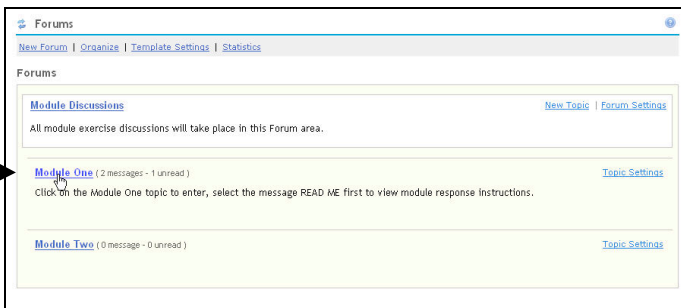 Forums
New Forum | Organize | Template Settings | Statistics
Forums
Module Discussions New Topic | Forum Settings
All module exercise discussions will take place in this Forum area.
Module One ( 2 messages - 1 unread ) Topic Settings
Click on the Module One topic to enter, select the message READ ME first to view module response instructions.
Module Two ( 0 message - 0 unread ) Topic Settings